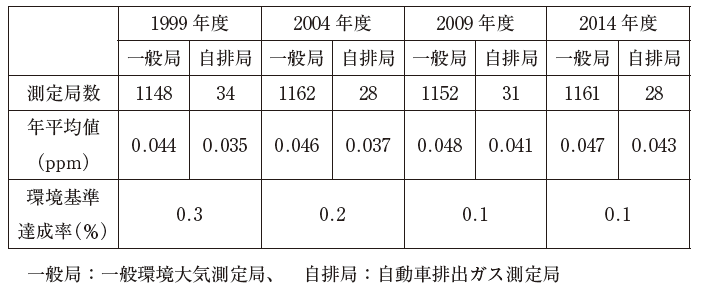 1999 年度 2004 年度 2009 年度 2014 年度
一般局 自排局 一般局 自排局 一般局 自排局 一般局 自排局
測定局数 1148 34 1162 28 1152 31 1161 28
年平均値
(ppm) 0.044 0.035 0.046 0.037 0.048 0.041 0.047 0.043
環境基準
達成率(%) 0.3 0.2 0.1 0.1
一般局：一般環境大気測定局、 自排局：自動車排出ガス測定局